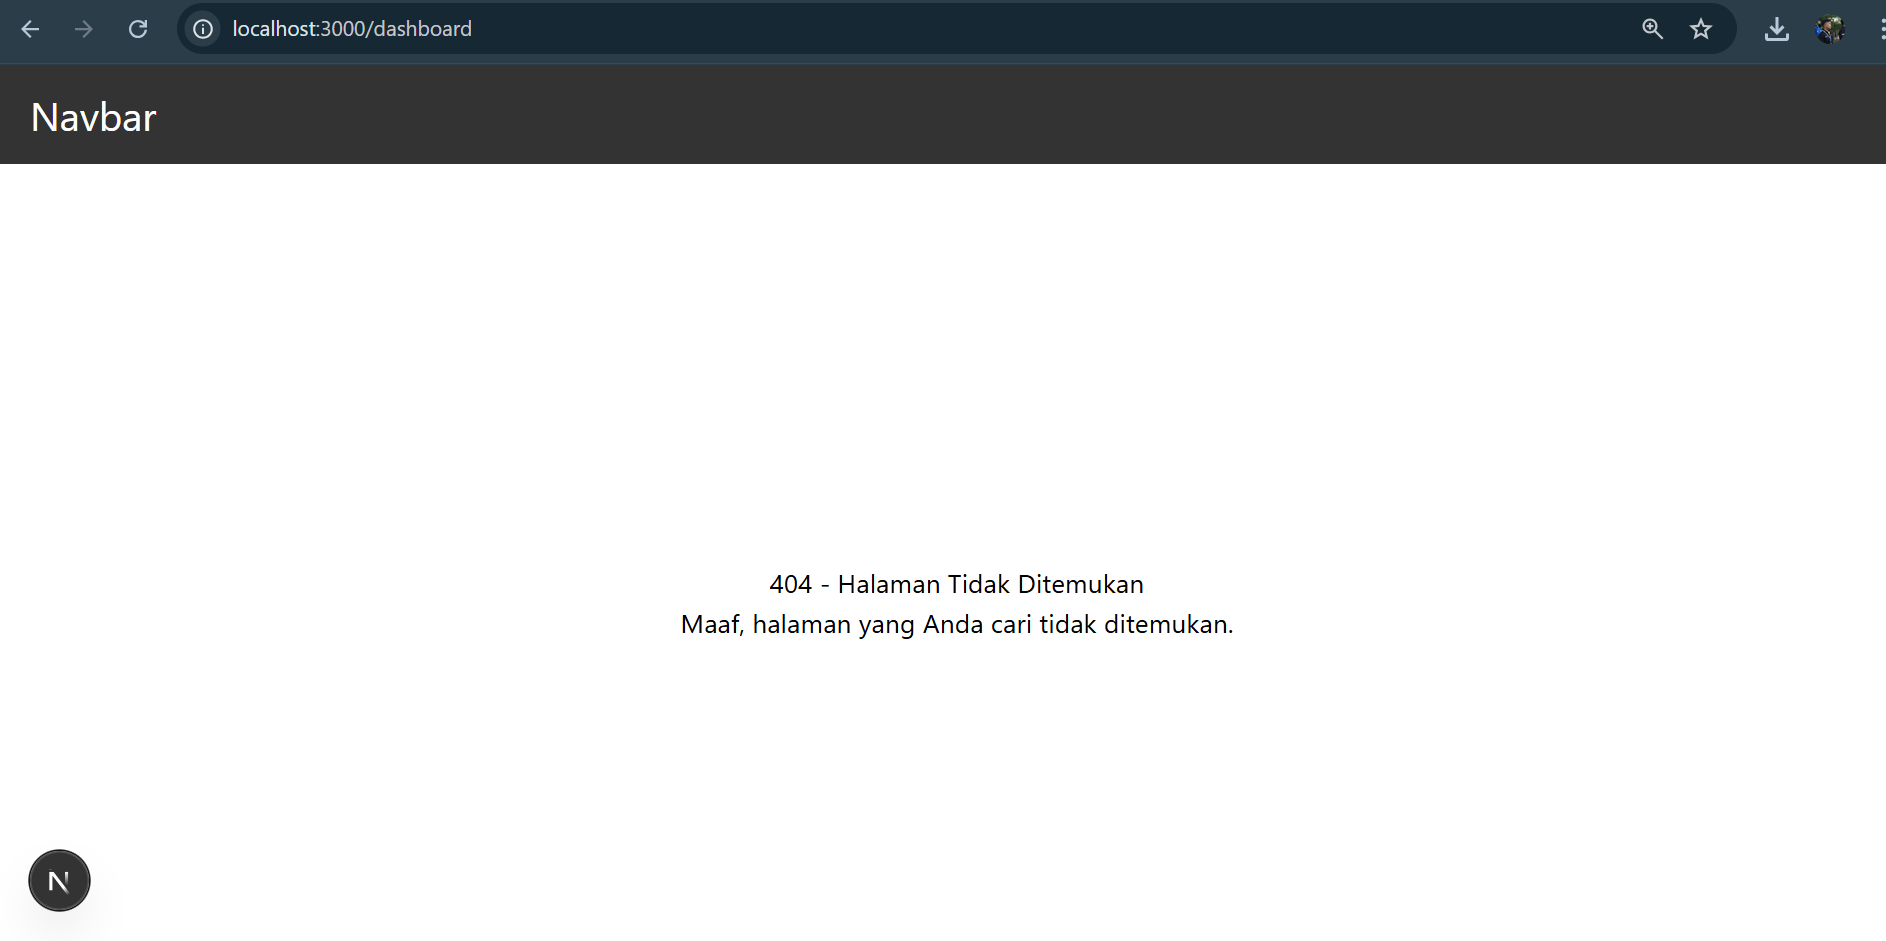 localhost:3000/dashboard
Navbar
404 - Halaman Tidak Ditemukan
Maaf, halaman yang Anda cari tidak ditemukan.
N